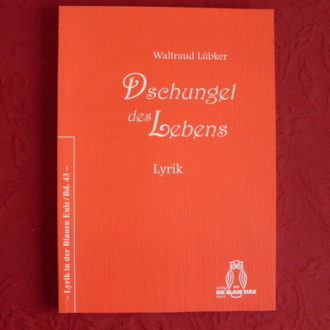 Waltraud Lübker
Dschungel
des Lebens
Lyrik
– Lyrik in der Blauen Eule / Bd. 43 –
DIE BLAUE EULE